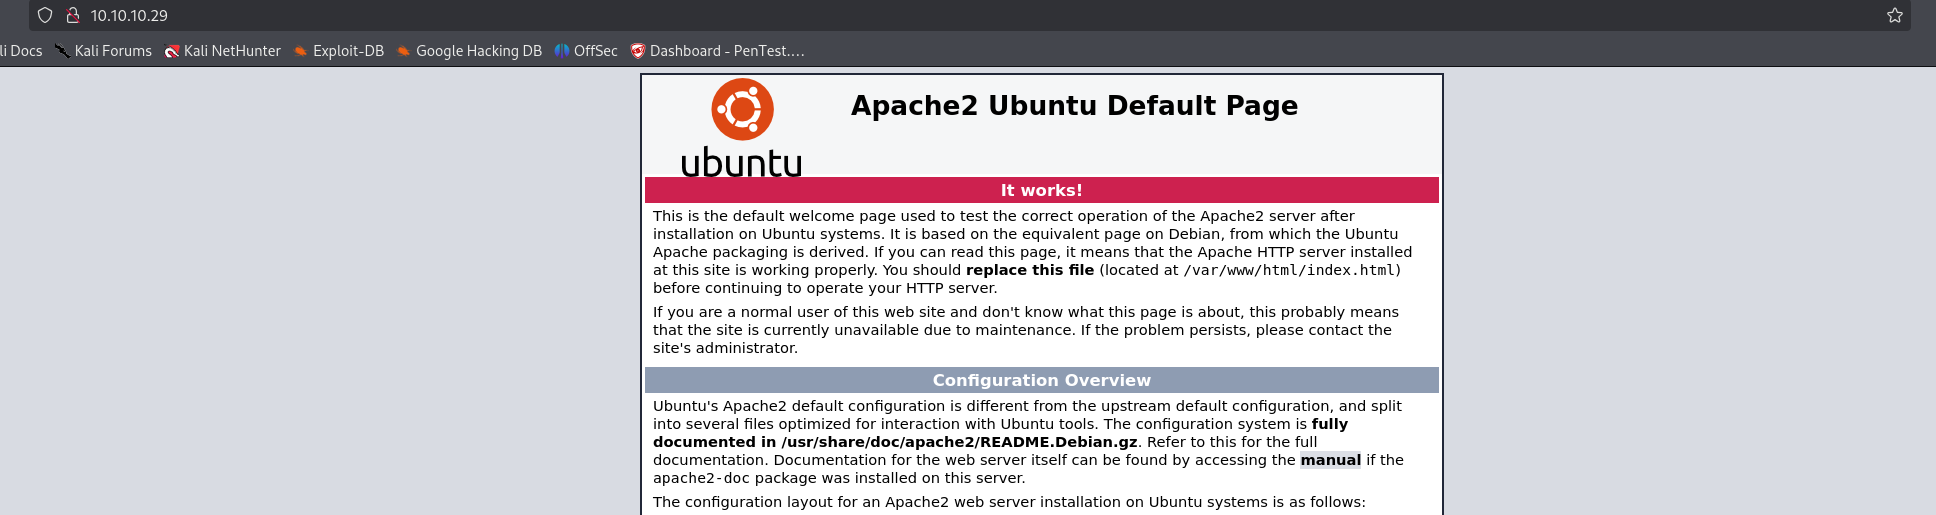 10.10.10.29
li Docs Kali Forums Kali NetHunter Exploit-DB Google Hacking DB OffSec Dashboard - PenTest....
ubuntu
Apache2 Ubuntu Default Page
It works!
This is the default welcome page used to test the correct operation of the Apache2 server after
installation on Ubuntu systems. It is based on the equivalent page on Debian, from which the Ubuntu
Apache packaging is derived. If you can read this page, it means that the Apache HTTP server installed
at this site is working properly. You should replace this file (located at /var/www/html/index.html)
before continuing to operate your HTTP server.
If you are a normal user of this web site and don't know what this page is about, this probably means
that the site is currently unavailable due to maintenance. If the problem persists, please contact the
site's administrator.
Configuration Overview
Ubuntu's Apache2 default configuration is different from the upstream default configuration, and split
into several files optimized for interaction with Ubuntu tools. The configuration system is fully
documented in /usr/share/doc/apache2/README.Debian.gz. Refer to this for the full
documentation. Documentation for the web server itself can be found by accessing the manual if the
apache2-doc package was installed on this server.
The configuration layout for an Apache2 web server installation on Ubuntu systems is as follows: